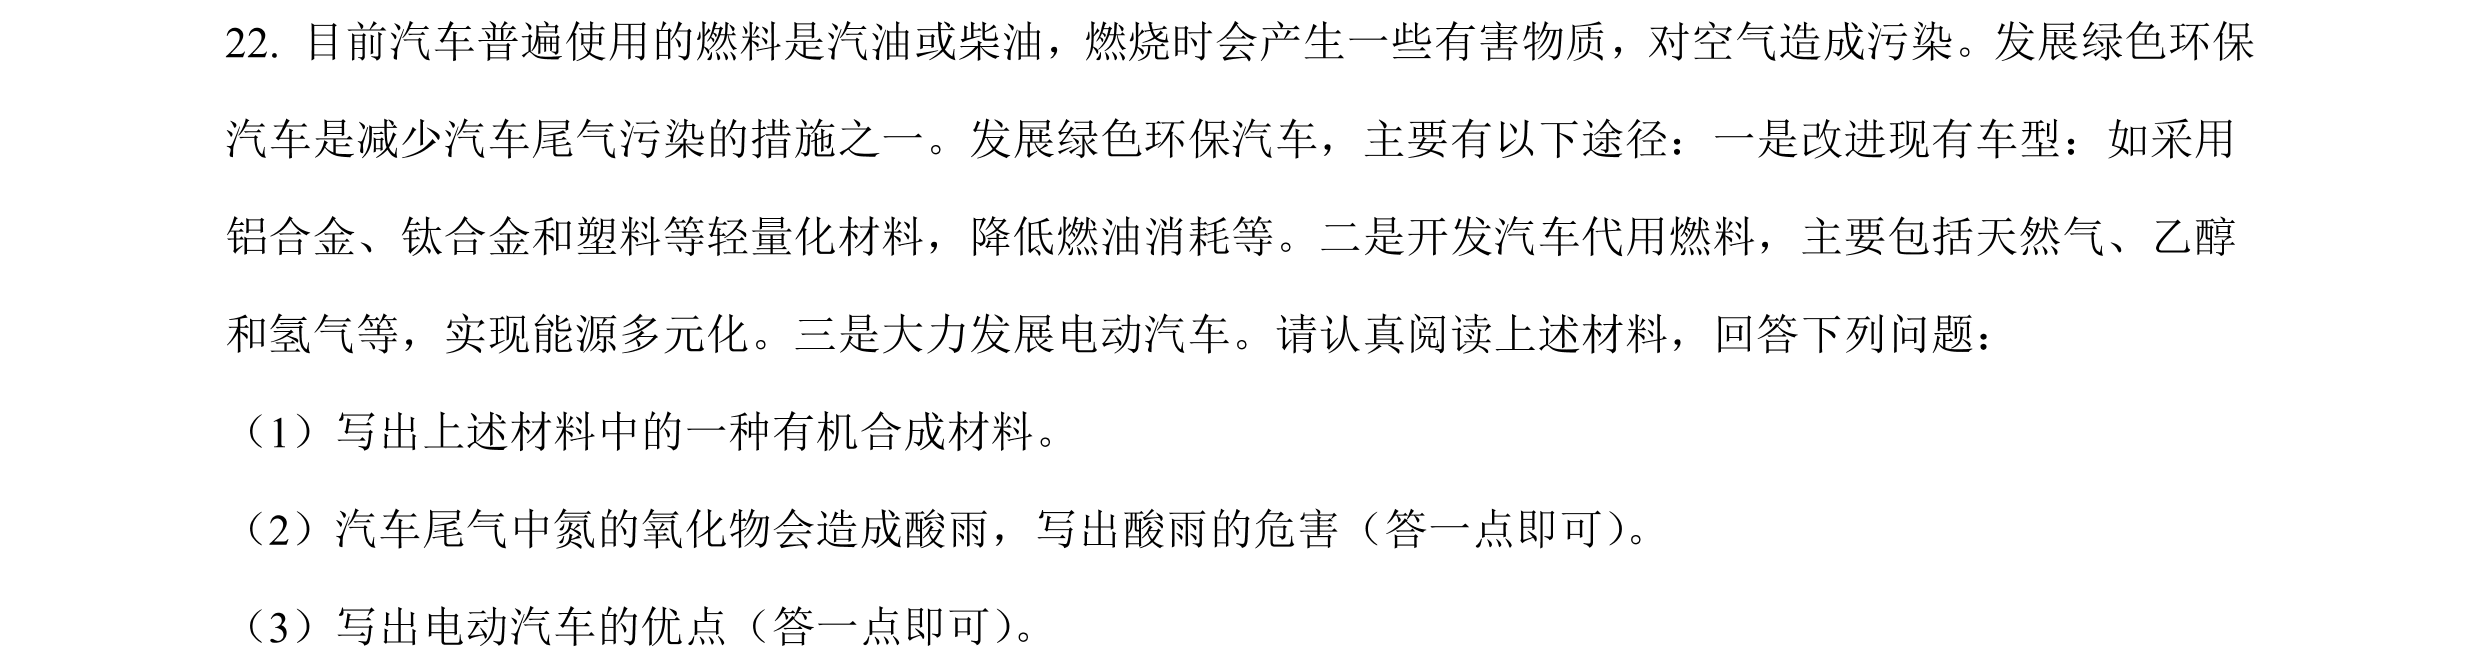 22. 目前汽车普遍使用的燃料是汽油或柴油，燃烧时会产生一些有害物质，对空气造成污染。发展绿色环保
汽车是减少汽车尾气污染的措施之一。发展绿色环保汽车，主要有以下途径：一是改进现有车型：如采用
铝合金、钛合金和塑料等轻量化材料，降低燃油消耗等。二是开发汽车代用燃料，主要包括天然气、乙醇
和氢气等，实现能源多元化。三是大力发展电动汽车。请认真阅读上述材料，回答下列问题：
（1）写出上述材料中的一种有机合成材料。
（2）汽车尾气中氮的氧化物会造成酸雨，写出酸雨的危害（答一点即可）。
（3）写出电动汽车的优点（答一点即可）。